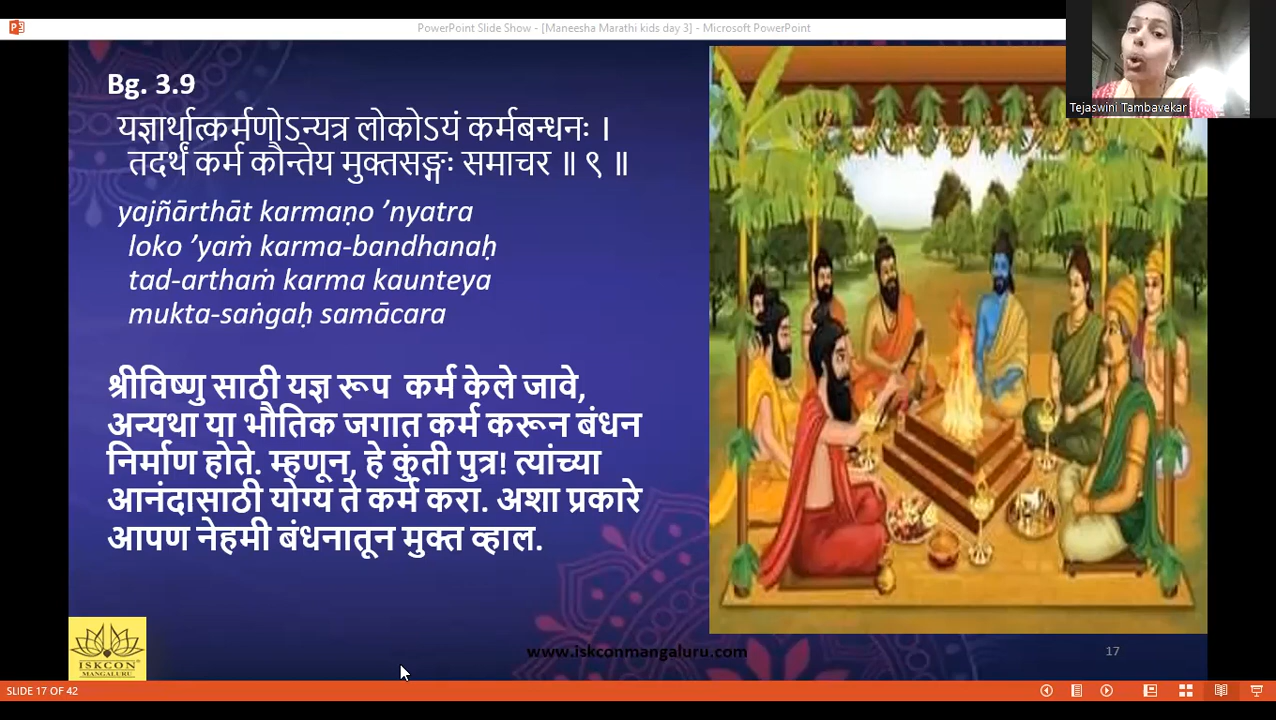 PowerPoint Slide Show - [Maneesha Marathi kids day 3] - Microsoft PowerPoint
Tejaswini Tambavekar
Bg. 3.9
यज्ञार्थात्कर्मणोऽन्यत्र लोकोऽयं कर्मबन्धनः ।
तदर्थं कर्म कौन्तेय मुक्तसङ्गः समाचर ॥ ९ ॥
yajñārthāt karmaṇo ’nyatra
loko ’yaṁ karma-bandhanaḥ
tad-arthaṁ karma kaunteya
mukta-saṅgaḥ samācara
श्रीविष्णु साठी यज्ञ रूप कर्म केले जावे,
अन्यथा या भौतिक जगात कर्म करून बंधन
निर्माण होते. म्हणून, हे कुंती पुत्र! त्यांच्या
आनंदासाठी योग्य ते कर्म करा. अशा प्रकारे
आपण नेहमी बंधनातून मुक्त व्हाल.
ISKCON
MANGALURU
www.iskconmangaluru.com
17
SLIDE 17 OF 42